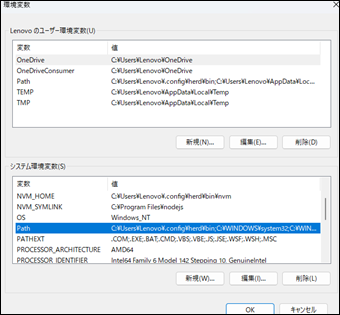 環境変数
Lenovo のユーザー環境変数(U)
変数 値
OneDrive C:¥Users¥Lenovo¥OneDrive
OneDriveConsumer C:¥Users¥Lenovo¥OneDrive
Path C:¥Users¥Lenovo¥.config¥herd¥bin;C:¥Users¥Lenovo¥AppData¥Loc...
TEMP C:¥Users¥Lenovo¥AppData¥Local¥Temp
TMP C:¥Users¥Lenovo¥AppData¥Local¥Temp
新規(N)... 編集(E)... 削除(D)
システム環境変数(S)
変数 値
NVM_HOME C:¥Users¥Lenovo¥.config¥herd¥bin¥nvm
NVM_SYMLINK C:¥Program Files¥nodejs
OS Windows_NT
Path C:¥Users¥Lenovo¥.config¥herd¥bin;C:¥WINDOWS¥system32;C:¥WIN...
PATHEXT .COM;.EXE;.BAT;.CMD;.VBS;.VBE;.JS;.JSE;.WSF;.WSH;.MSC
PROCESSOR_ARCHITECTURE AMD64
PROCESSOR_IDENTIFIER Intel64 Family 6 Model 142 Stepping 10, GenuineIntel
新規(W)... 編集(I)... 削除(L)
OK キャンセル